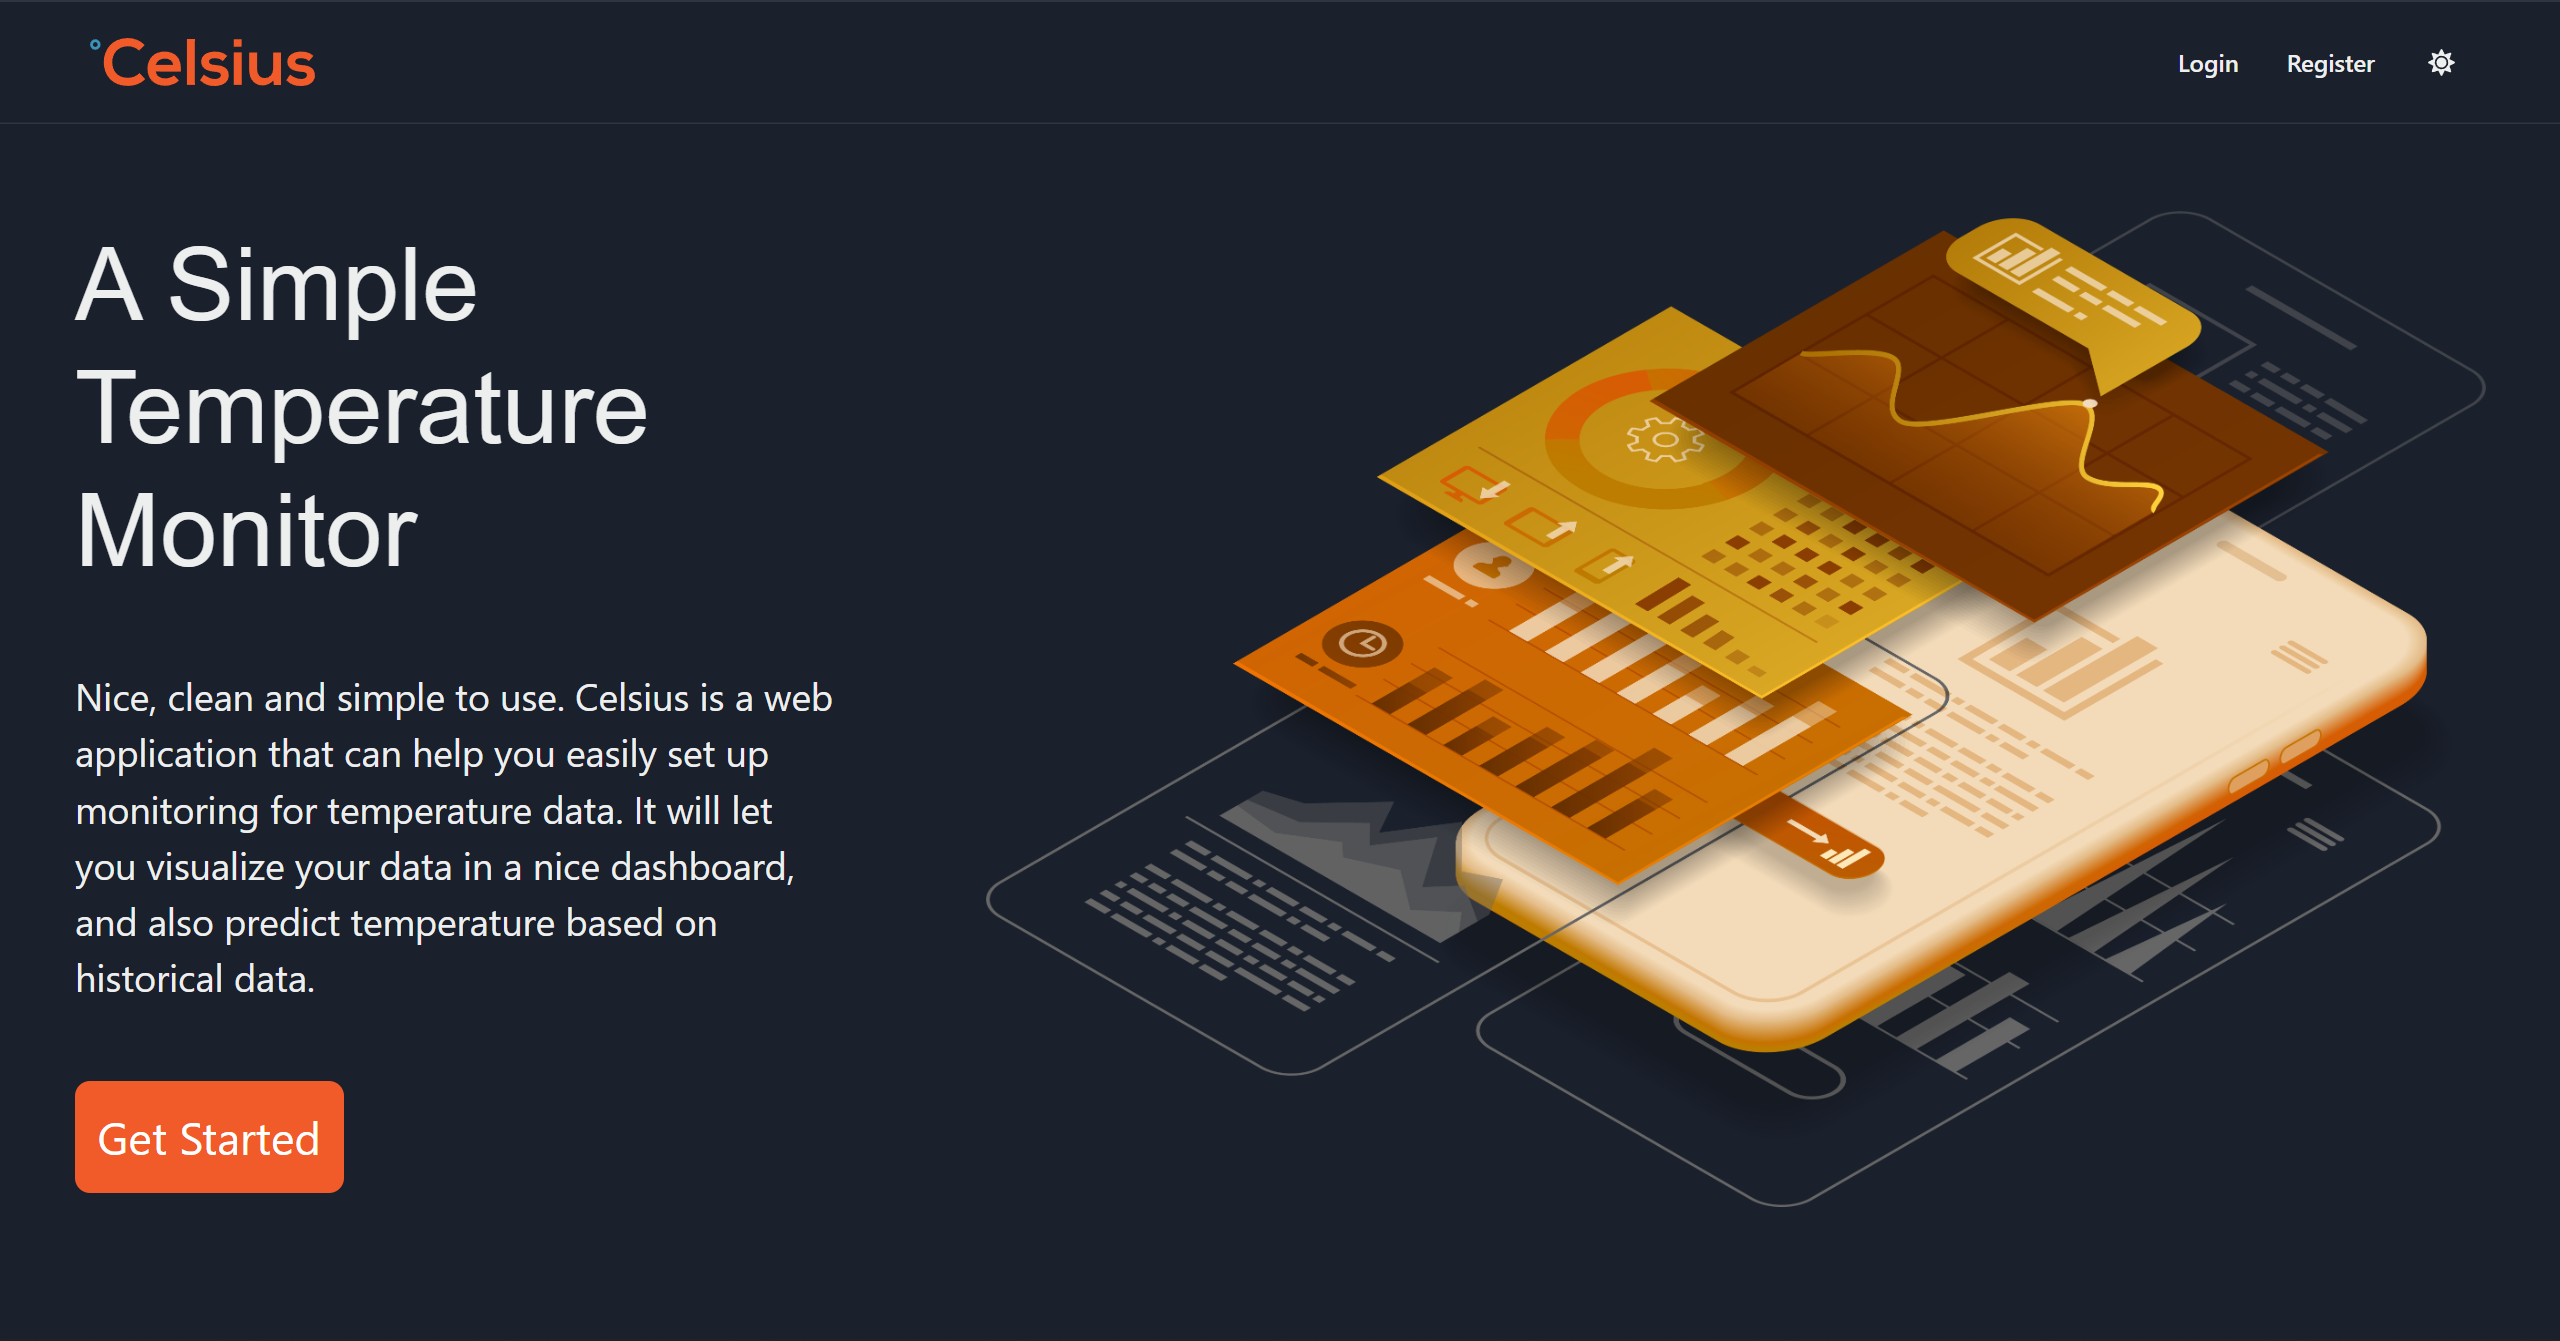 °Celsius
Login
Register
A Simple
Temperature
Monitor
Nice, clean and simple to use. Celsius is a web
application that can help you easily set up
monitoring for temperature data. It will let
you visualize your data in a nice dashboard,
and also predict temperature based on
historical data.
Get Started